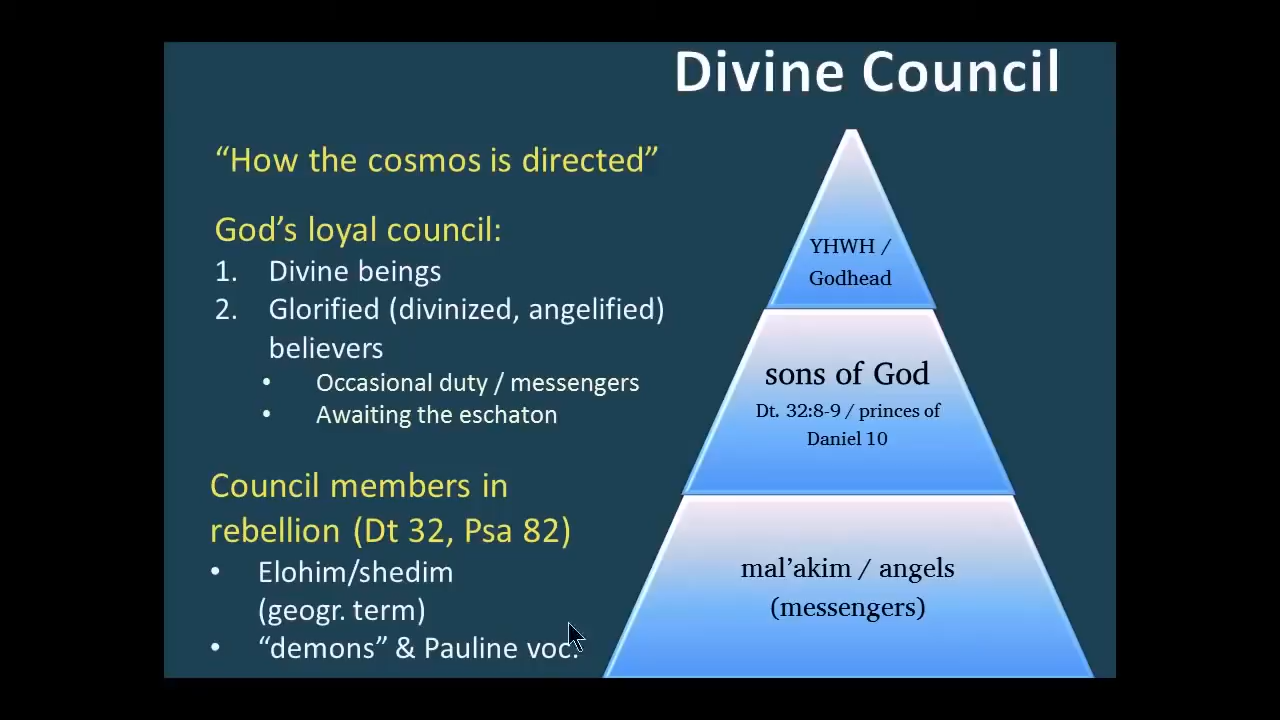 Divine Council
“How the cosmos is directed”
God’s loyal council:
1. Divine beings
2. Glorified (divinized, angelified)
believers
• Occasional duty / messengers
• Awaiting the eschaton
Council members in
rebellion (Dt 32, Psa 82)
• Elohim/shedim
(geogr. term)
• “demons” & Pauline voc.
YHWH /
Godhead
sons of God
Dt. 32:8-9 / princes of
Daniel 10
mal’akim / angels
(messengers)